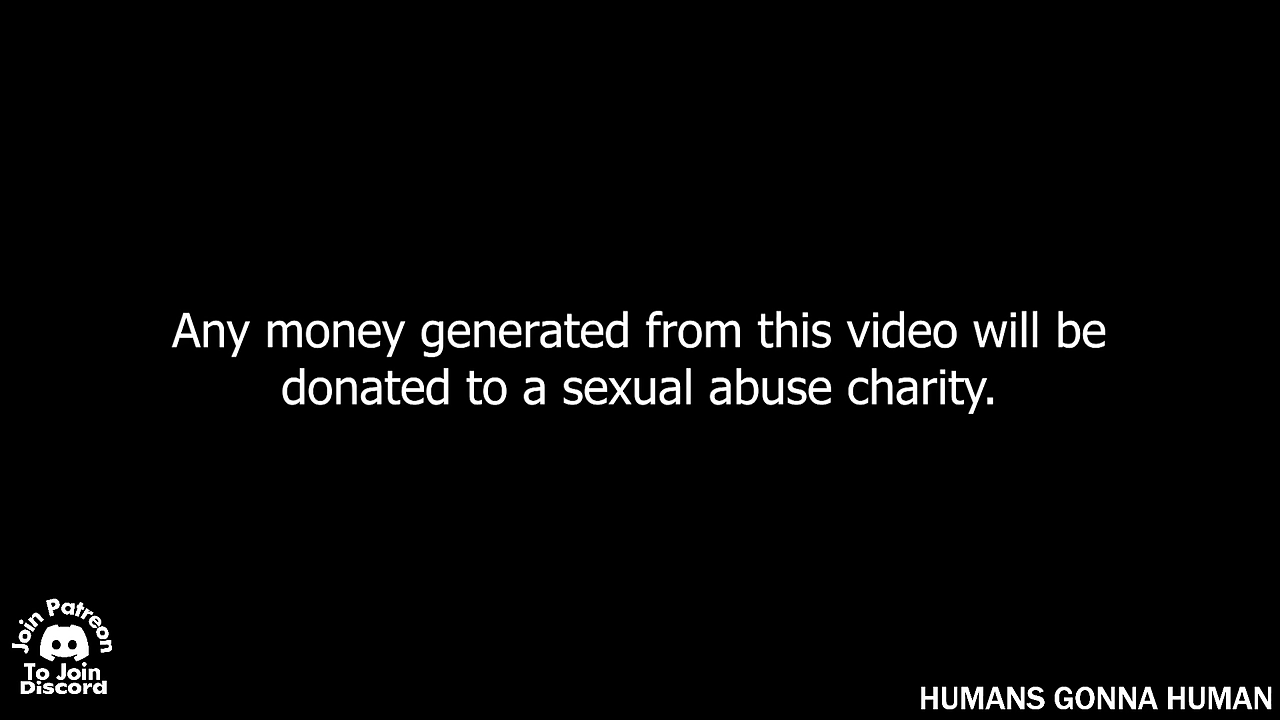 Any money generated from this video will be
donated to a sexual abuse charity.
Join Patreon
To Join
Discord
HUMANS GONNA HUMAN